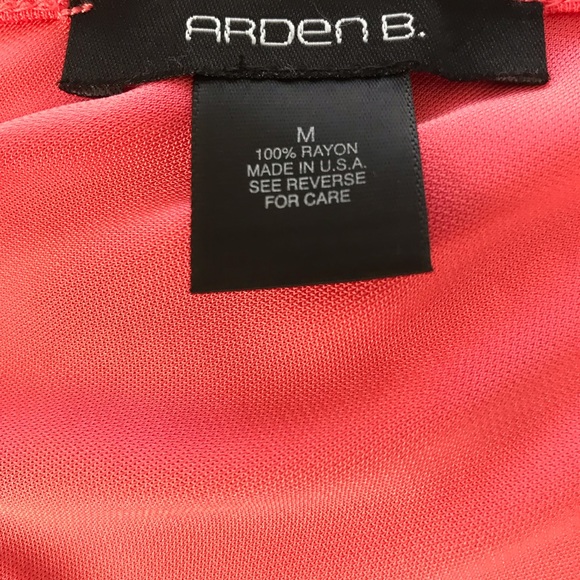 ARDEN B.
M
100% RAYON
MADE IN U.S.A.
SEE REVERSE
FOR CARE